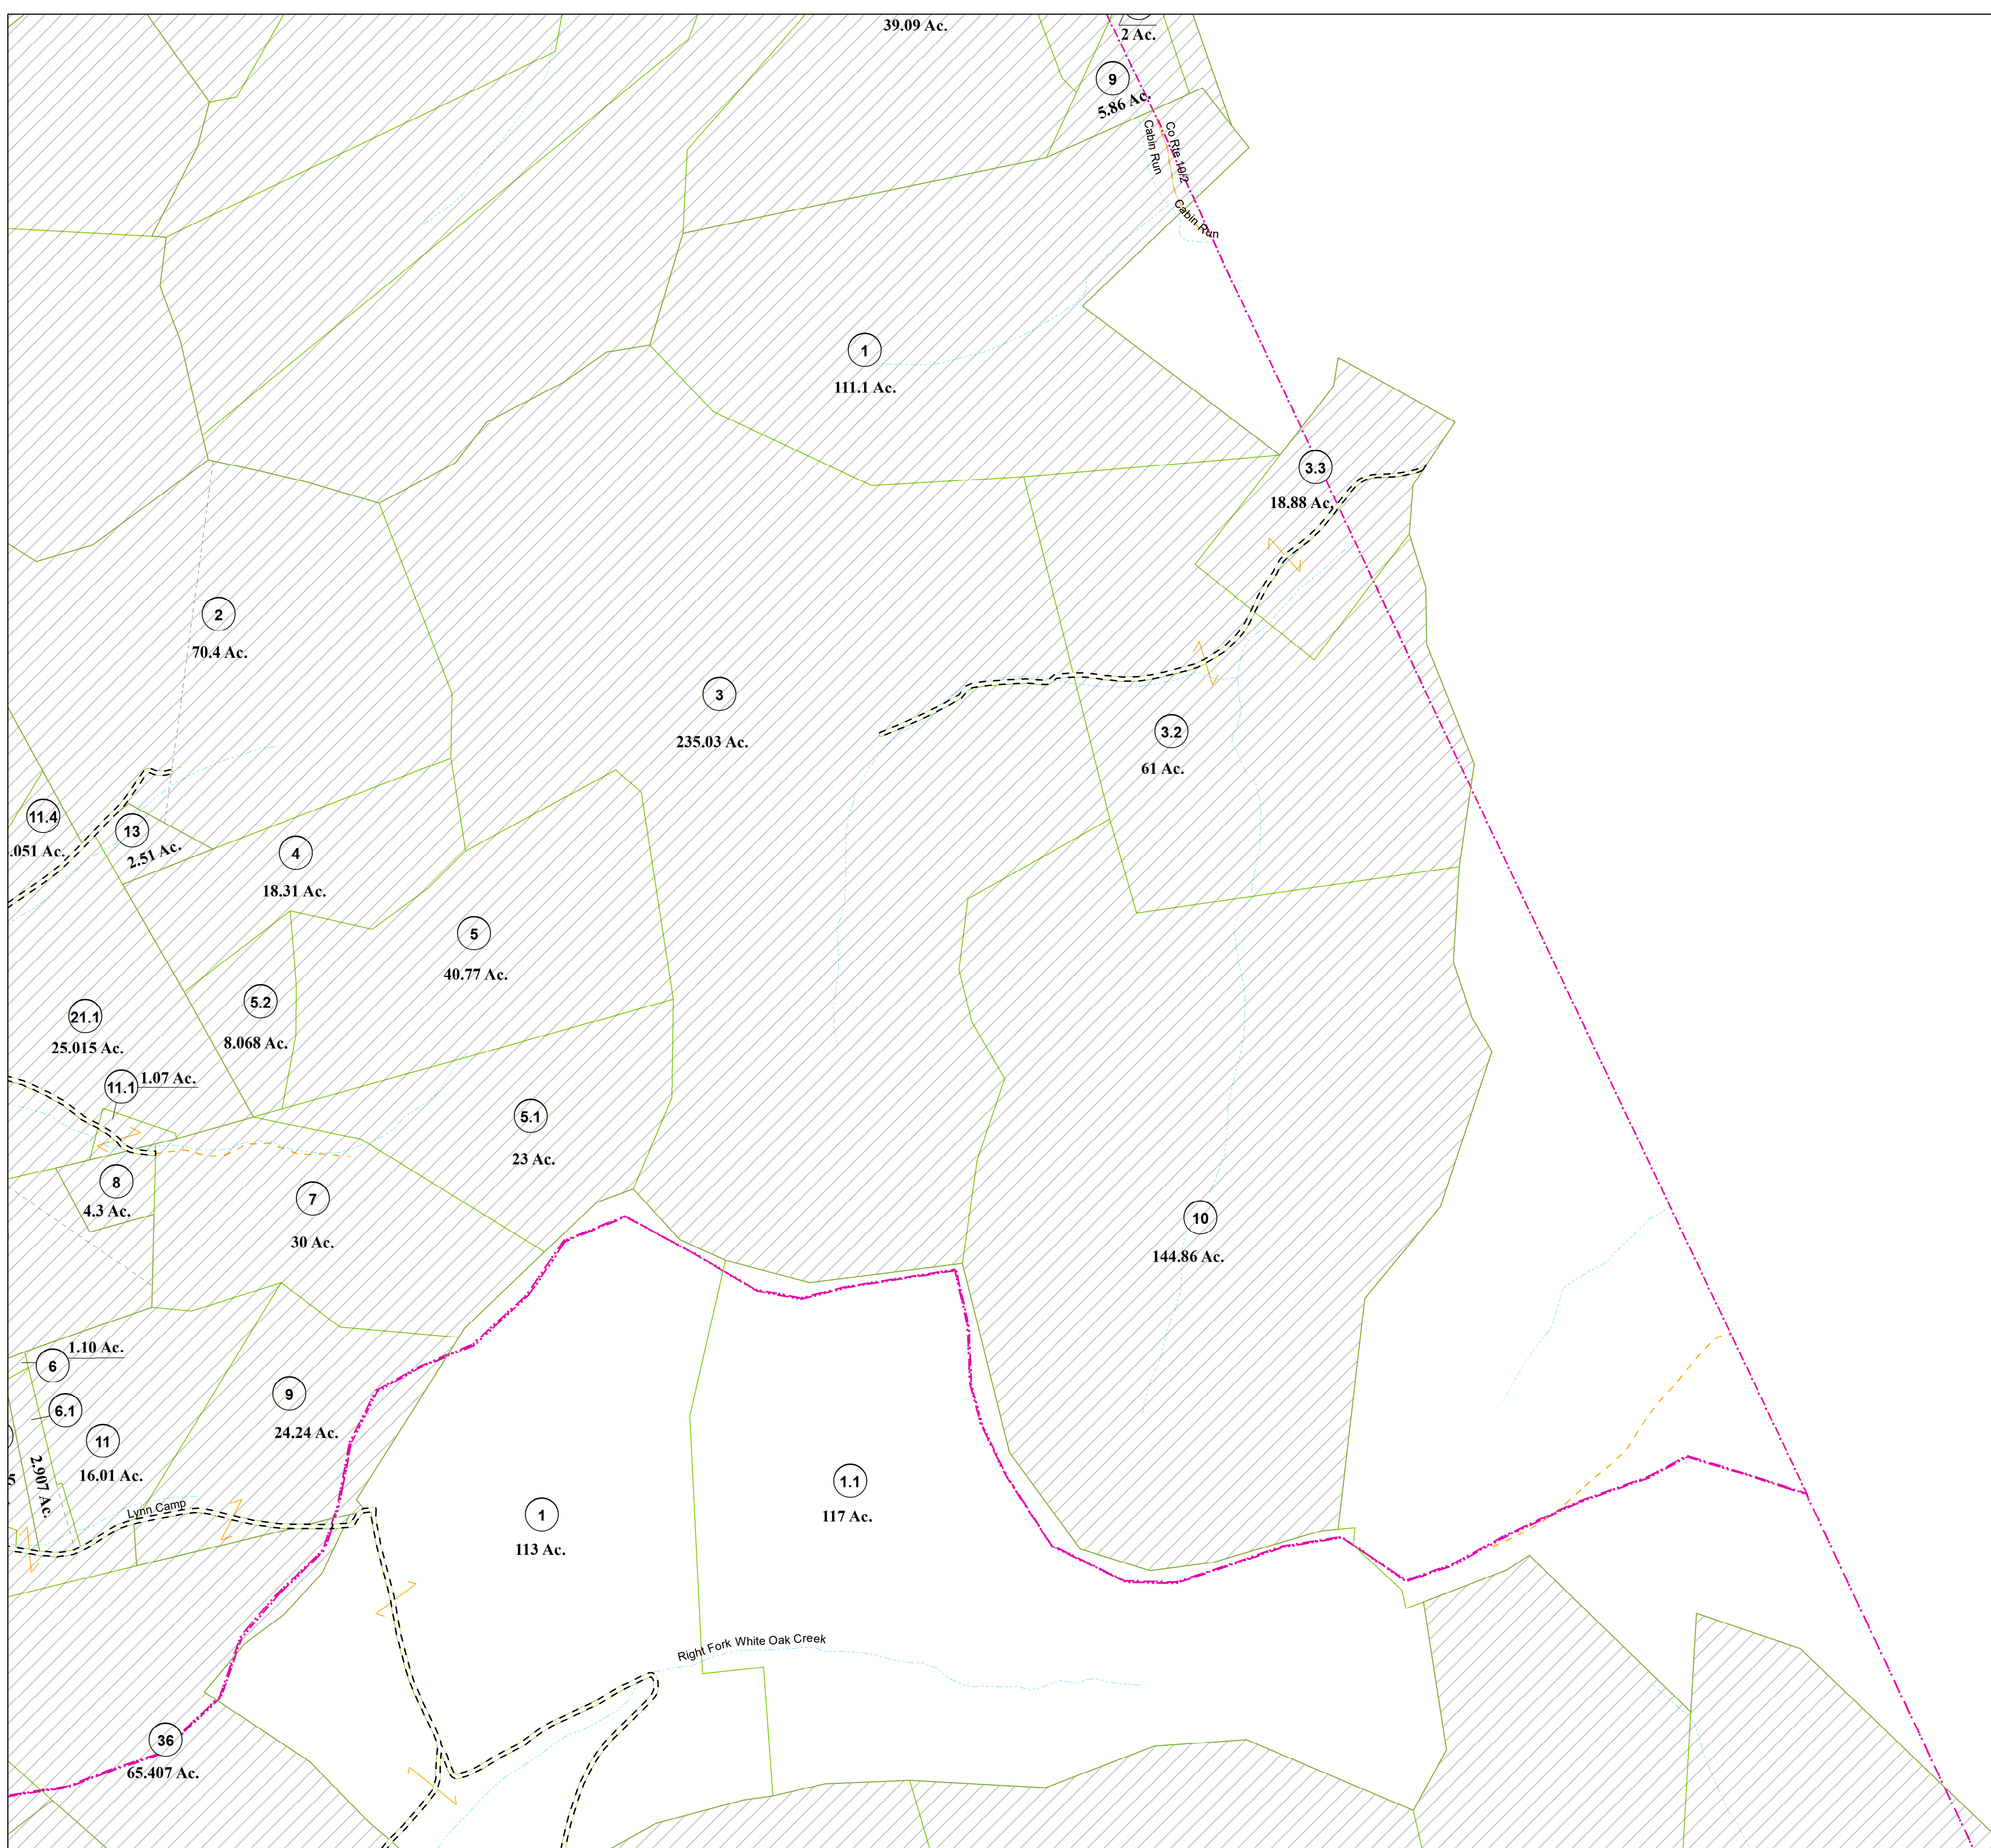 39.09 Ac.
2 Ac.
9
5.86 Ac.
Cabin Run
Co Rte 10/2
Cabin Run
1
111.1 Ac.
3.3
18.88 Ac.
2
70.4 Ac.
3
235.03 Ac.
3.2
61 Ac.
11.4
.051 Ac.
13
2.51 Ac.
4
18.31 Ac.
5
40.77 Ac.
5.2
8.068 Ac.
21.1
25.015 Ac.
11.1
1.07 Ac.
5.1
23 Ac.
8
4.3 Ac.
7
30 Ac.
10
144.86 Ac.
1.10 Ac.
6
6.1
9
24.24 Ac.
11
16.01 Ac.
2.907 Ac.
5
Lynn Camp
1
113 Ac.
1.1
117 Ac.
Right Fork White Oak Creek
36
65.407 Ac.